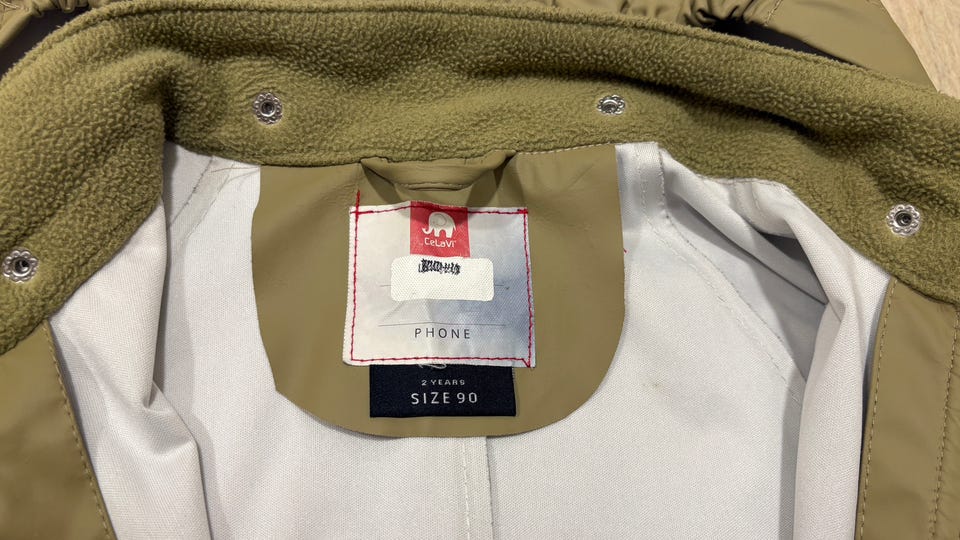 CeLaVi
PHONE
2 YEARS
SIZE 90